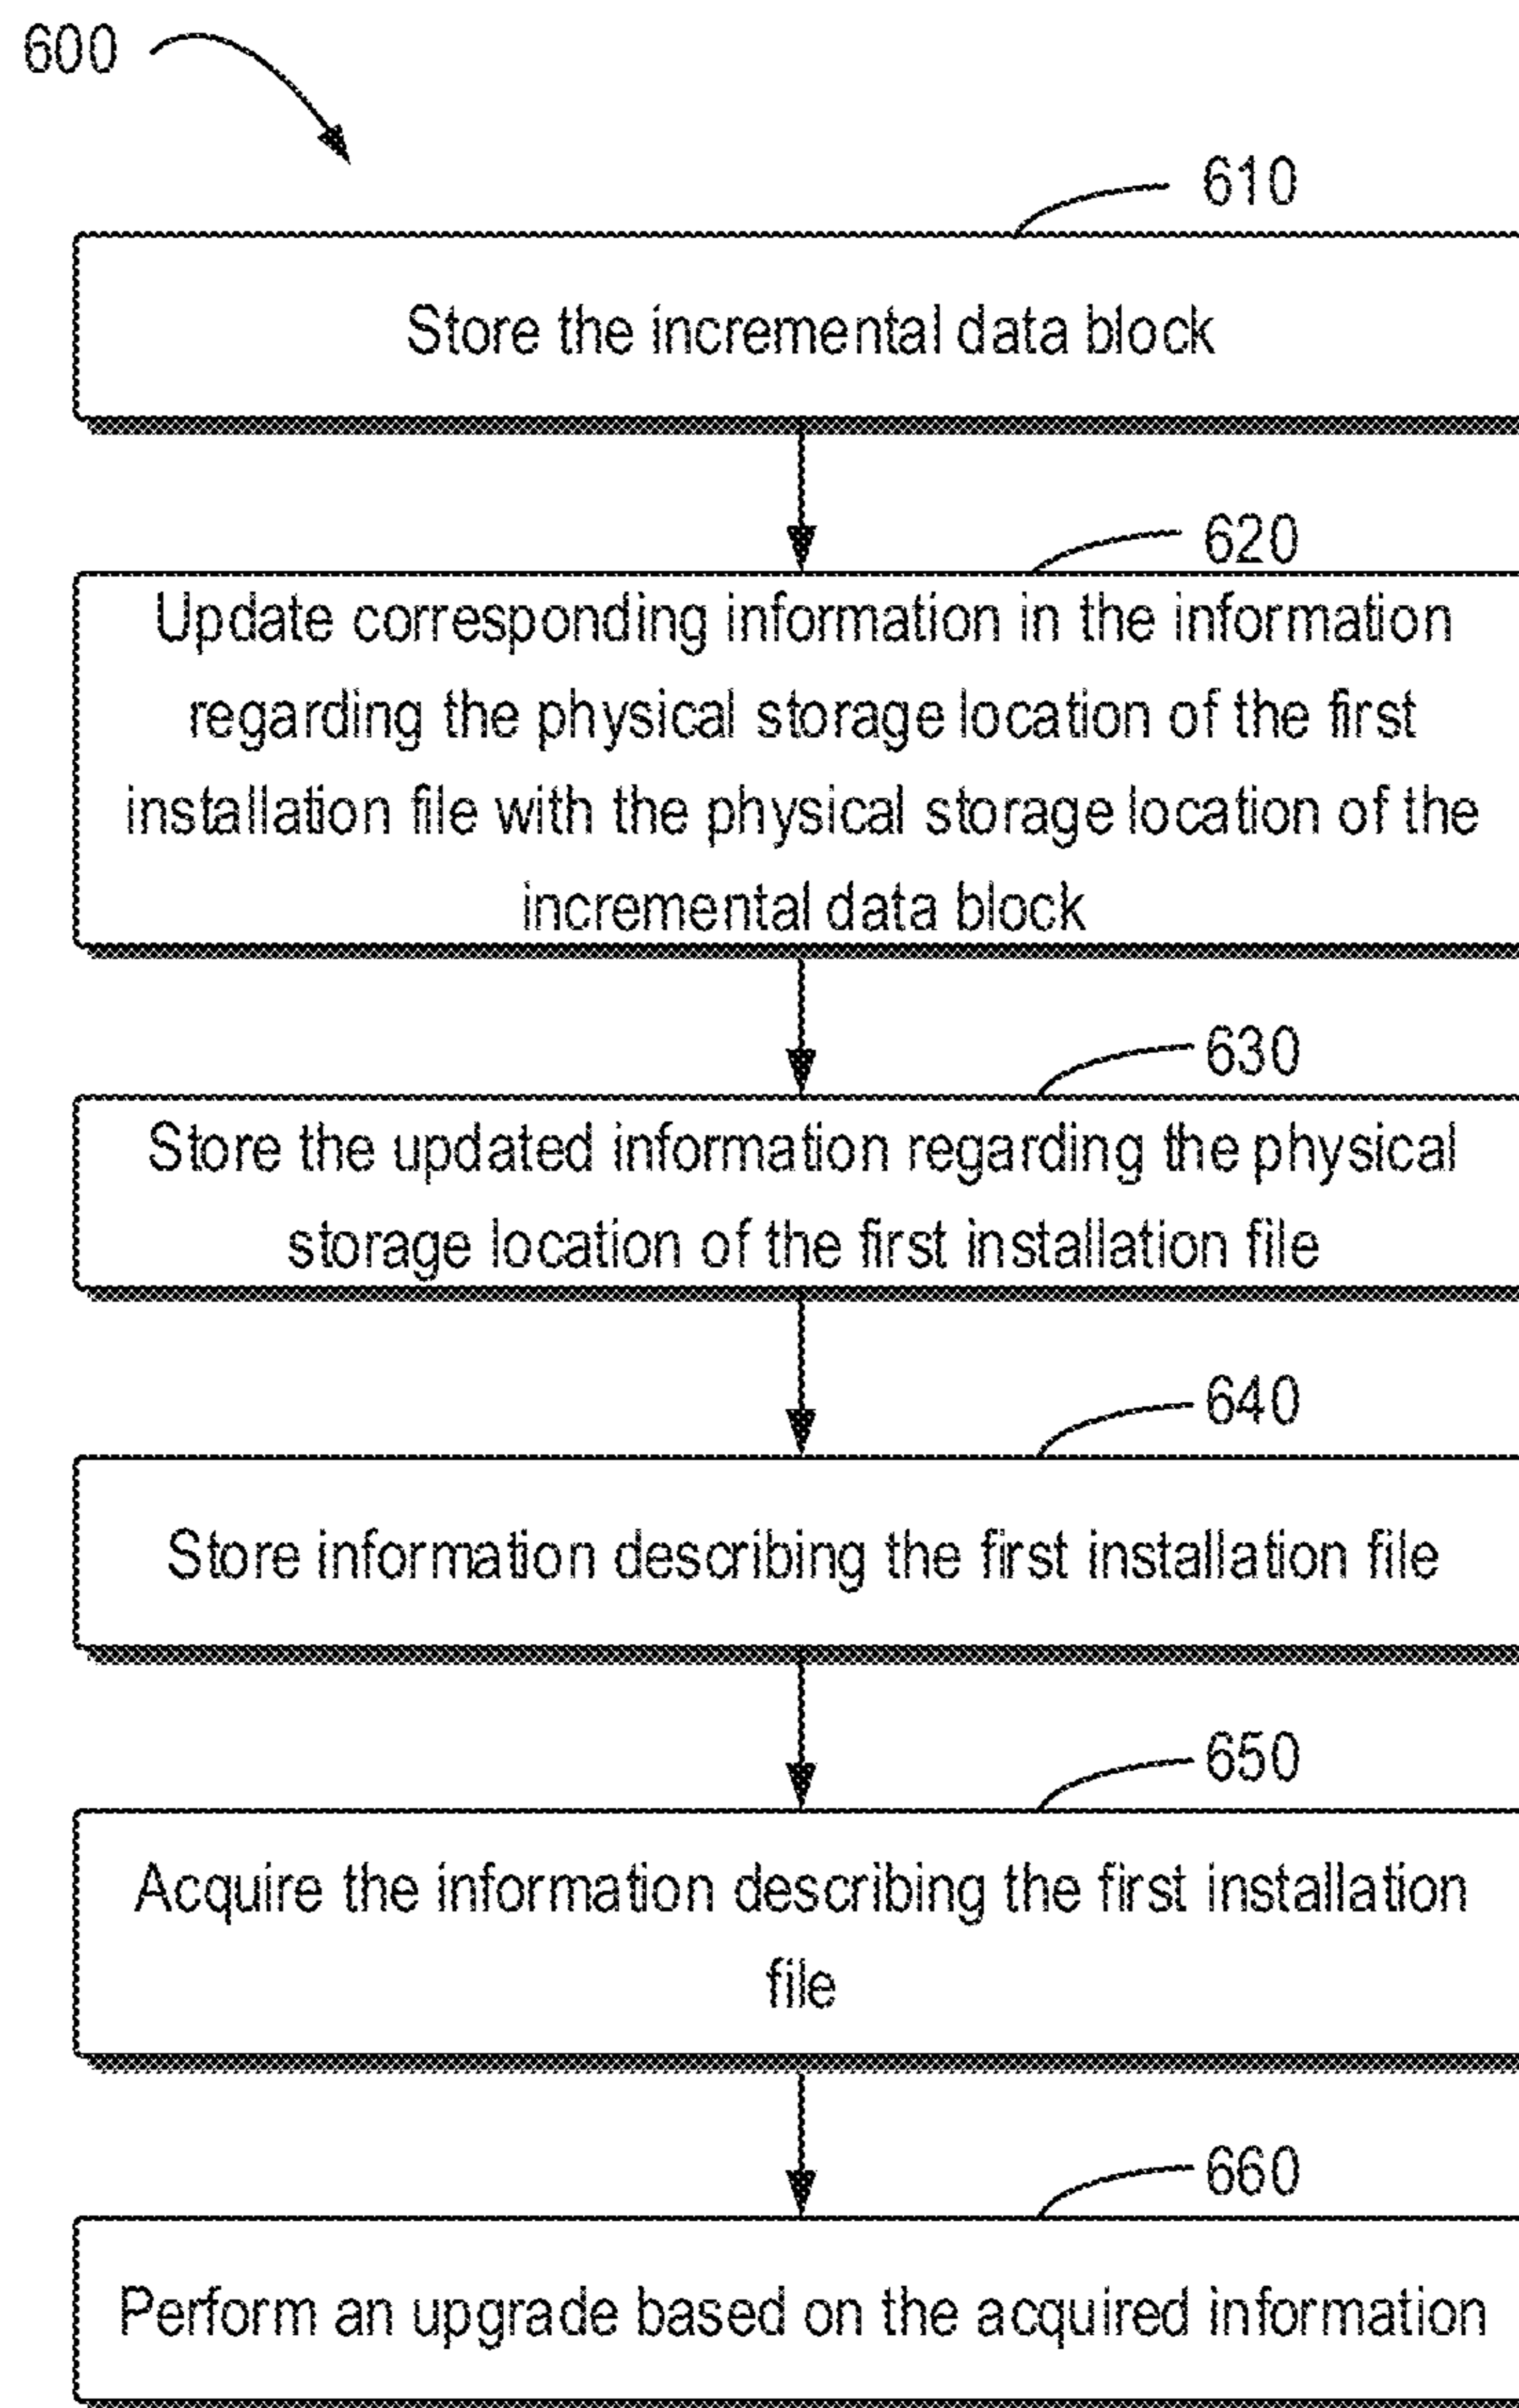 600
610
Store the incremental data block
620
Update corresponding information in the information
regarding the physical storage location of the first
installation file with the physical storage location of the
incremental data block
630
Store the updated information regarding the physical
storage location of the first installation file
640
Store information describing the first installation file
650
Acquire the information describing the first installation
file
660
Perform an upgrade based on the acquired information